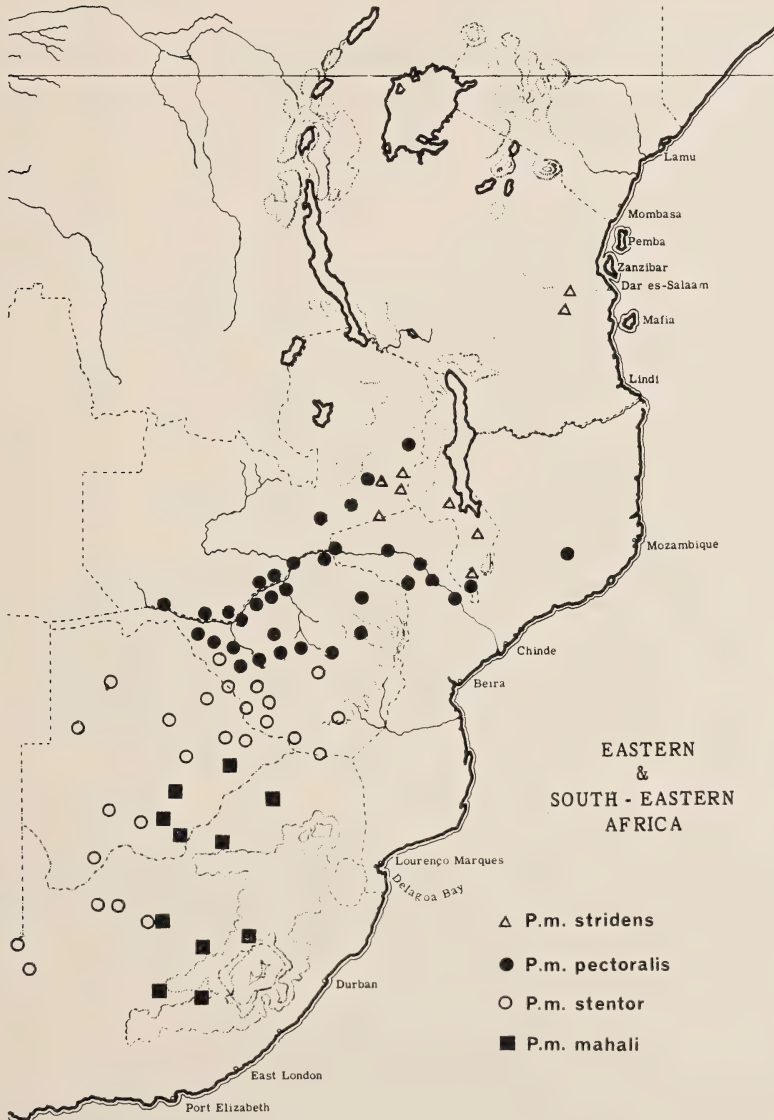 Lamu
Mombasa
Pemba
Zanzibar
Dar es-Salaam
Mafia
Lindi
Mozambique
Chinde
Beira
EASTERN
&
SOUTH - EASTERN
AFRICA
Lourenço Marques
Delagoa Bay
△ P.m. stridens
● P.m. pectoralis
○ P.m. stentor
■ P.m. mahali
Durban
East London
Port Elizabeth